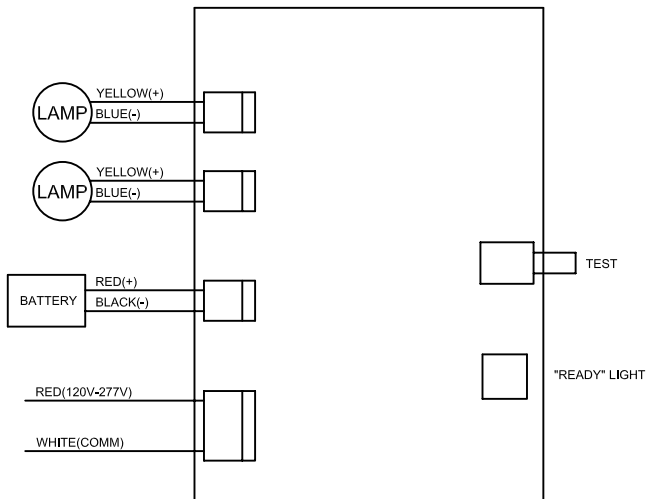 YELLOW(+)
LAMP
BLUE(-)
YELLOW(+)
LAMP
BLUE(-)
TEST
RED(+)
BATTERY
BLACK(-)
"READY" LIGHT
RED(120V-277V)
WHITE(COMM)